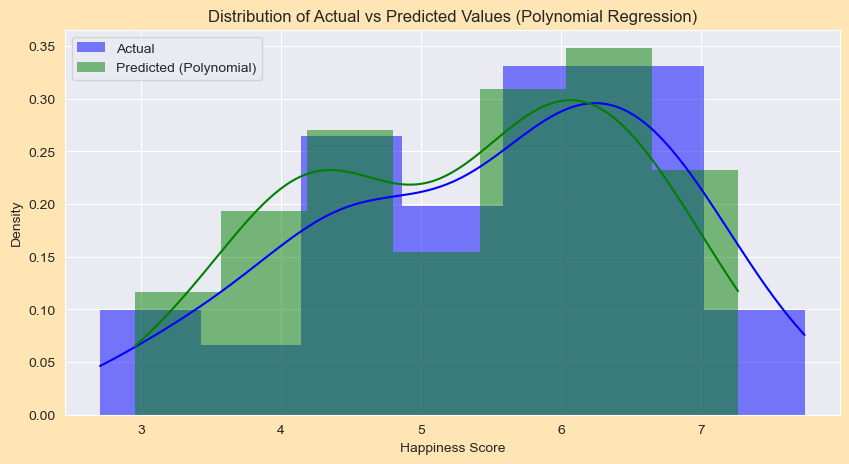 Distribution of Actual vs Predicted Values (Polynomial Regression)
Actual
Predicted (Polynomial)
Density
0.35
0.30
0.25
0.20
0.15
0.10
0.05
0.00
3 4 5 6 7
Happiness Score